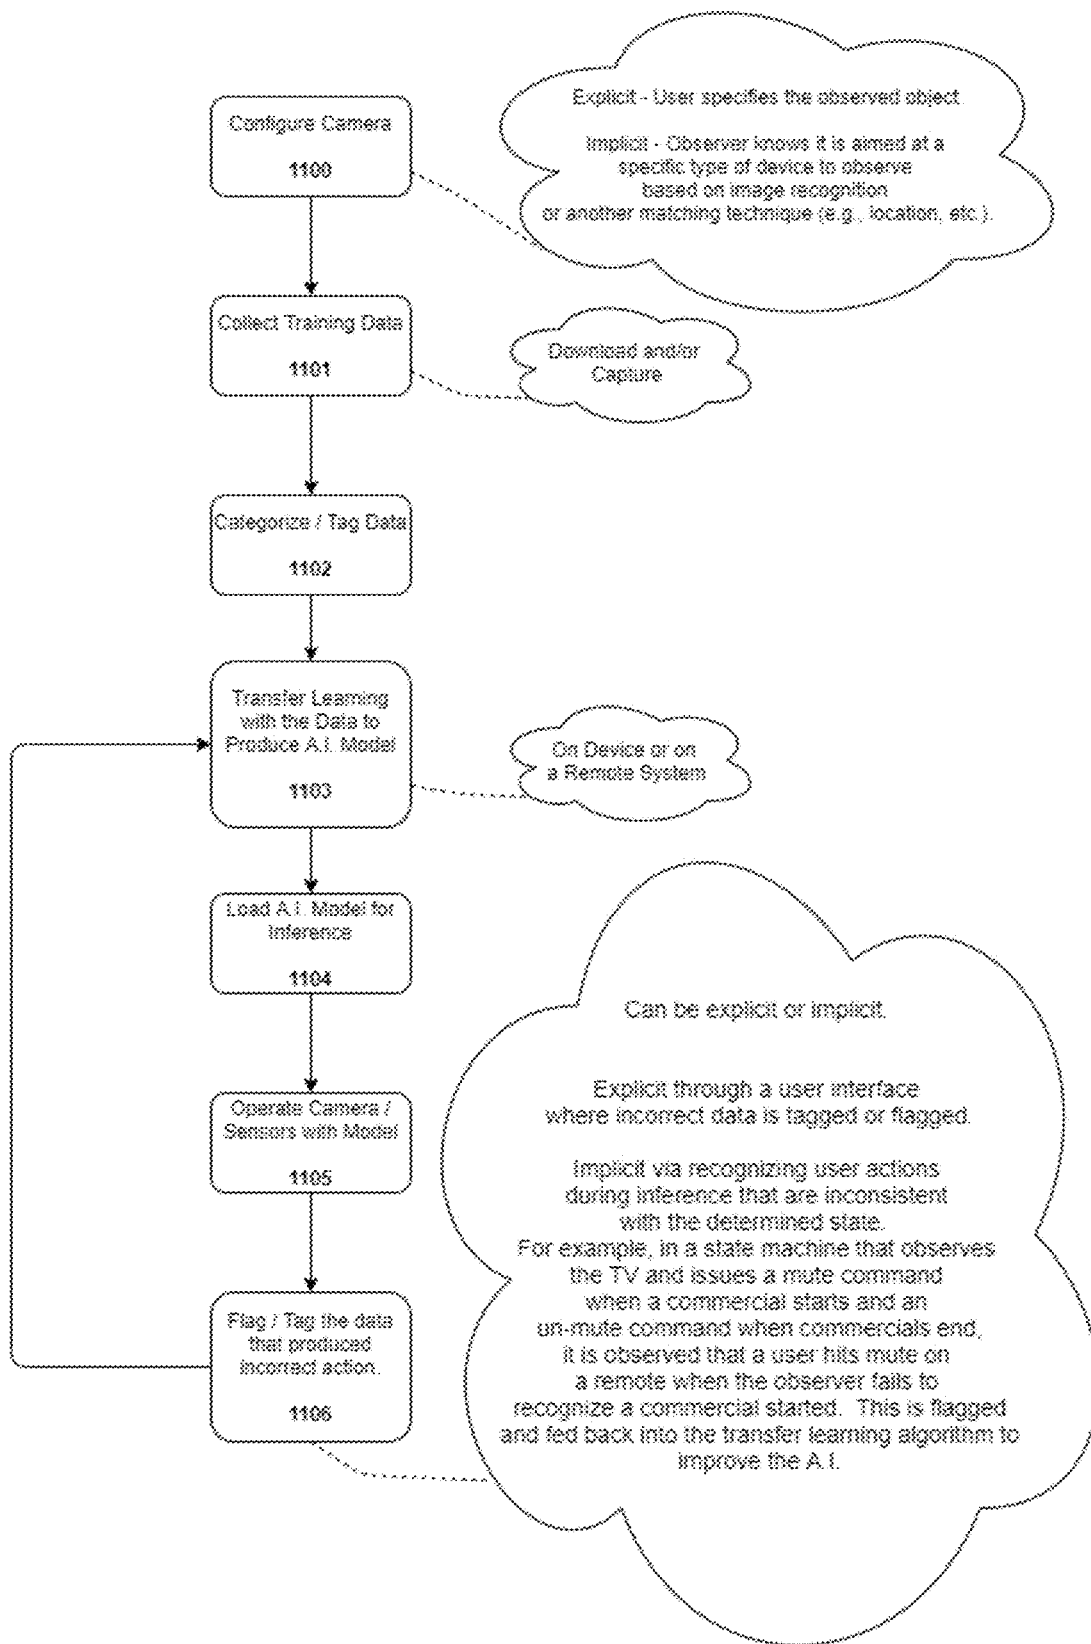 Configure Camera
1100
Explicit - User specifies the observed object.
Implicit - Observer knows it is aimed at a
specific type of device to observe
based on image recognition
or another matching technique (e.g., location, etc.).
Collect Training Data
1101
Download and/or
Capture
Categorize / Tag Data
1102
Transfer Learning
with the Data to
Produce A.I. Model
1103
On Device or on
a Remote System
Load A.I. Model for
Inference
1104
Operate Camera /
Sensors with Model
1105
Flag / Tag the data
that produced
incorrect action.
1106
Can be explicit or implicit.
Explicit through a user interface
where incorrect data is tagged or flagged.
Implicit via recognizing user actions
during inference that are inconsistent
with the determined state.
For example, in a state machine that observes
the TV and issues a mute command
when a commercial starts and an
un-mute command when commercials end,
it is observed that a user hits mute on
a remote when the observer fails to
recognize a commercial started. This is flagged
and fed back into the transfer learning algorithm to
improve the A.I.